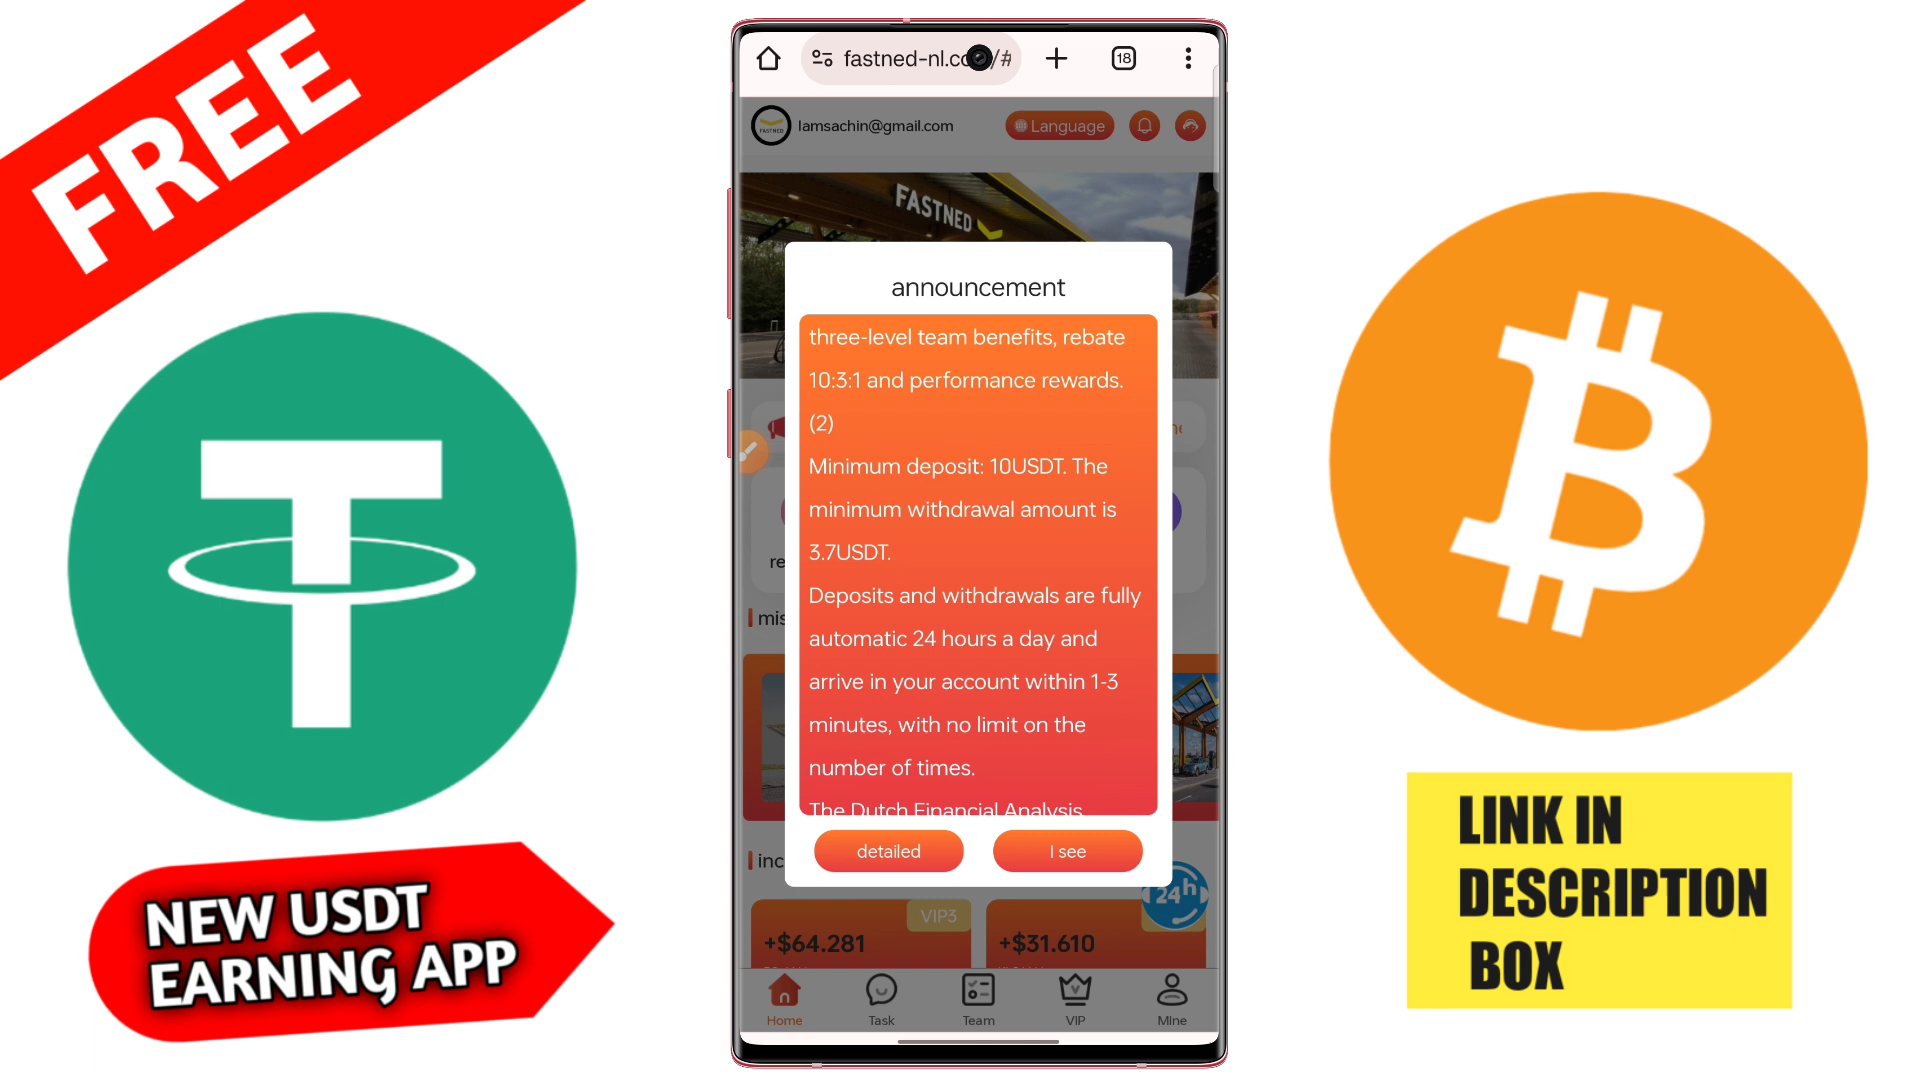 FREE
NEW USDT
EARNING APP
fastned-nl.co /#
18
FASTNED
Iamsachin@gmail.com
Language
FASTNED
announcement
three-level team benefits, rebate
10:3:1 and performance rewards.
(2)
Minimum deposit: 10USDT. The
minimum withdrawal amount is
3.7USDT.
Deposits and withdrawals are fully
automatic 24 hours a day and
arrive in your account within 1-3
minutes, with no limit on the
number of times.
The Dutch Financial Analysis
detailed
I see
re
mis
inc
24h
VIP3
+$64.281
+$31.610
Home
Task
Team
VIP
Mine
LINK IN
DESCRIPTION
BOX